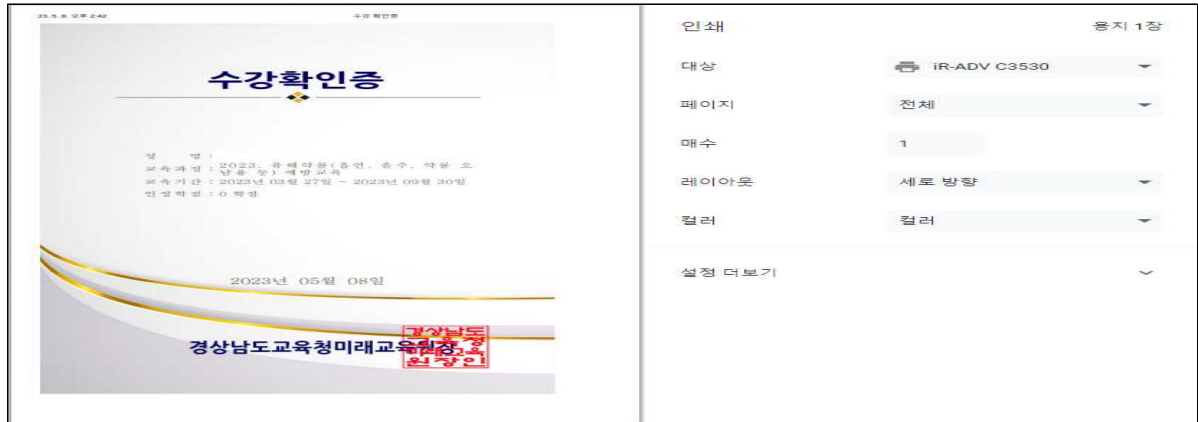 23. 5. 8. 오후 2:42
수강 확인증
수강확인증
성 명 :
교육과정 : 2023. 유해약물(흡연, 음주, 약물 오
남용 등) 예방교육
교육기간 : 2023년 03월 27일 ~ 2023년 09월 30일
인정학점 : 0 학점
2023년 05월 08일
경상남도교육청미래교육원장
경상남도
교육청
미래교육
원장인
인쇄
용지 1장
대상
iR-ADV C3530
페이지
전체
매수
1
레이아웃
세로 방향
컬러
컬러
설정 더보기